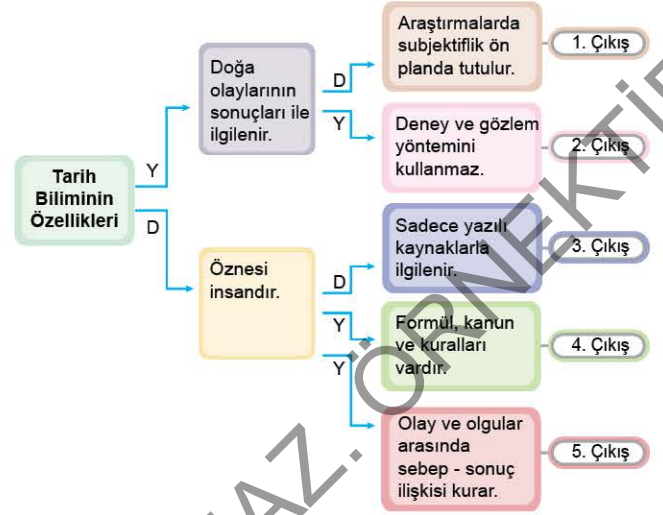 Araştırmalarda
subjektiflik ön
planda tutulur.
1. Çıkış
Doğa
olaylarının
sonuçları ile
ilgilenir.
D
Y
Deney ve gözlem
yöntemini
kullanmaz.
2. Çıkış
Tarih
Biliminin
Özellikleri
Y
D
Öznesi
insandır.
D
Y
Y
Sadece yazılı
kaynaklarla
ilgilenir.
3. Çıkış
Formül, kanun
ve kuralları
vardır.
4. Çıkış
Olay ve olgular
arasında
sebep - sonuç
ilişkisi kurar.
5. Çıkış